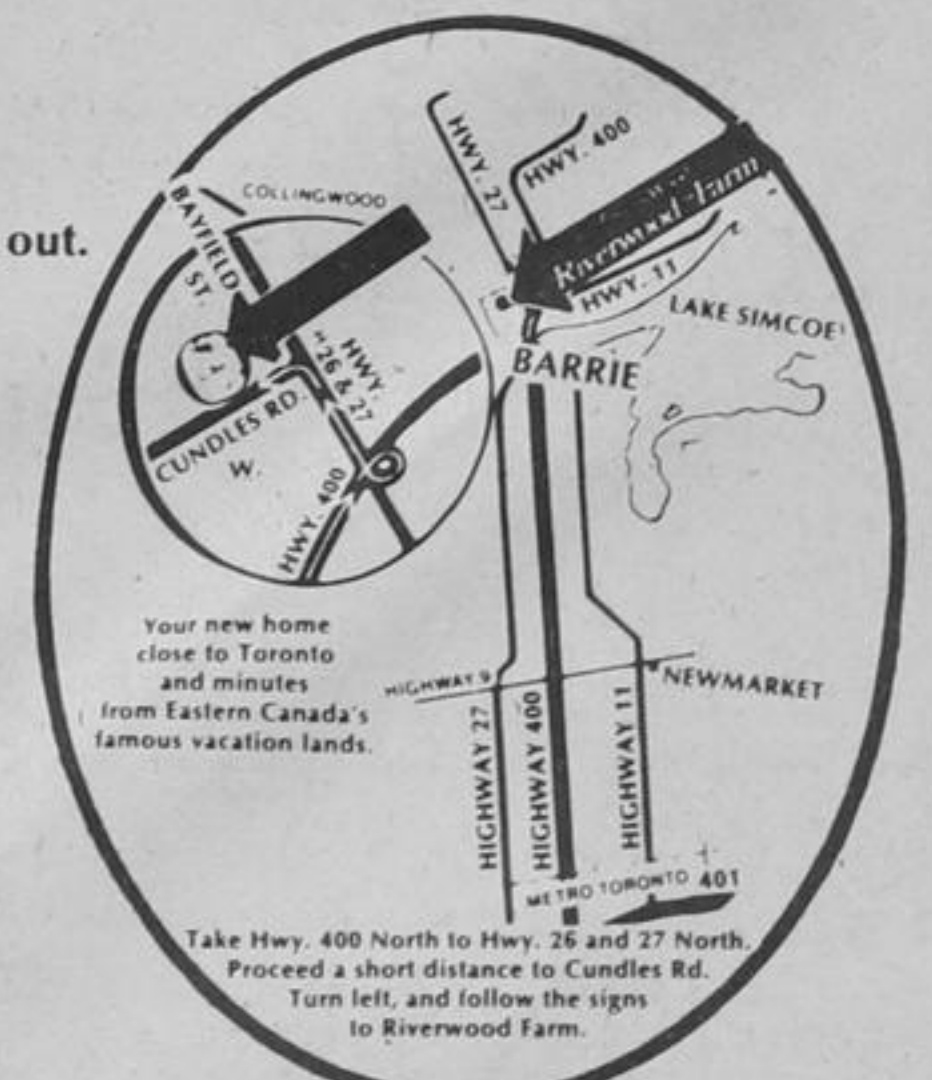 out.
COLLINGWOOD
BAYFIELD
ST.
HWY.
26 & 27
CUNDLES RD.
W.
HWY. 400
HWY. 27
HWY. 400
Riverwood Farm
HWY. 11
LAKE SIMCOE
BARRIE
Your new home
close to Toronto
and minutes
from Eastern Canada's
famous vacation lands.
HIGHWAY 9
NEWMARKET
HIGHWAY 27
HIGHWAY 400
HIGHWAY 11
METRO TORONTO 401
Take Hwy. 400 North to Hwy. 26 and 27 North.
Proceed a short distance to Cundles Rd.
Turn left, and follow the signs
to Riverwood Farm.